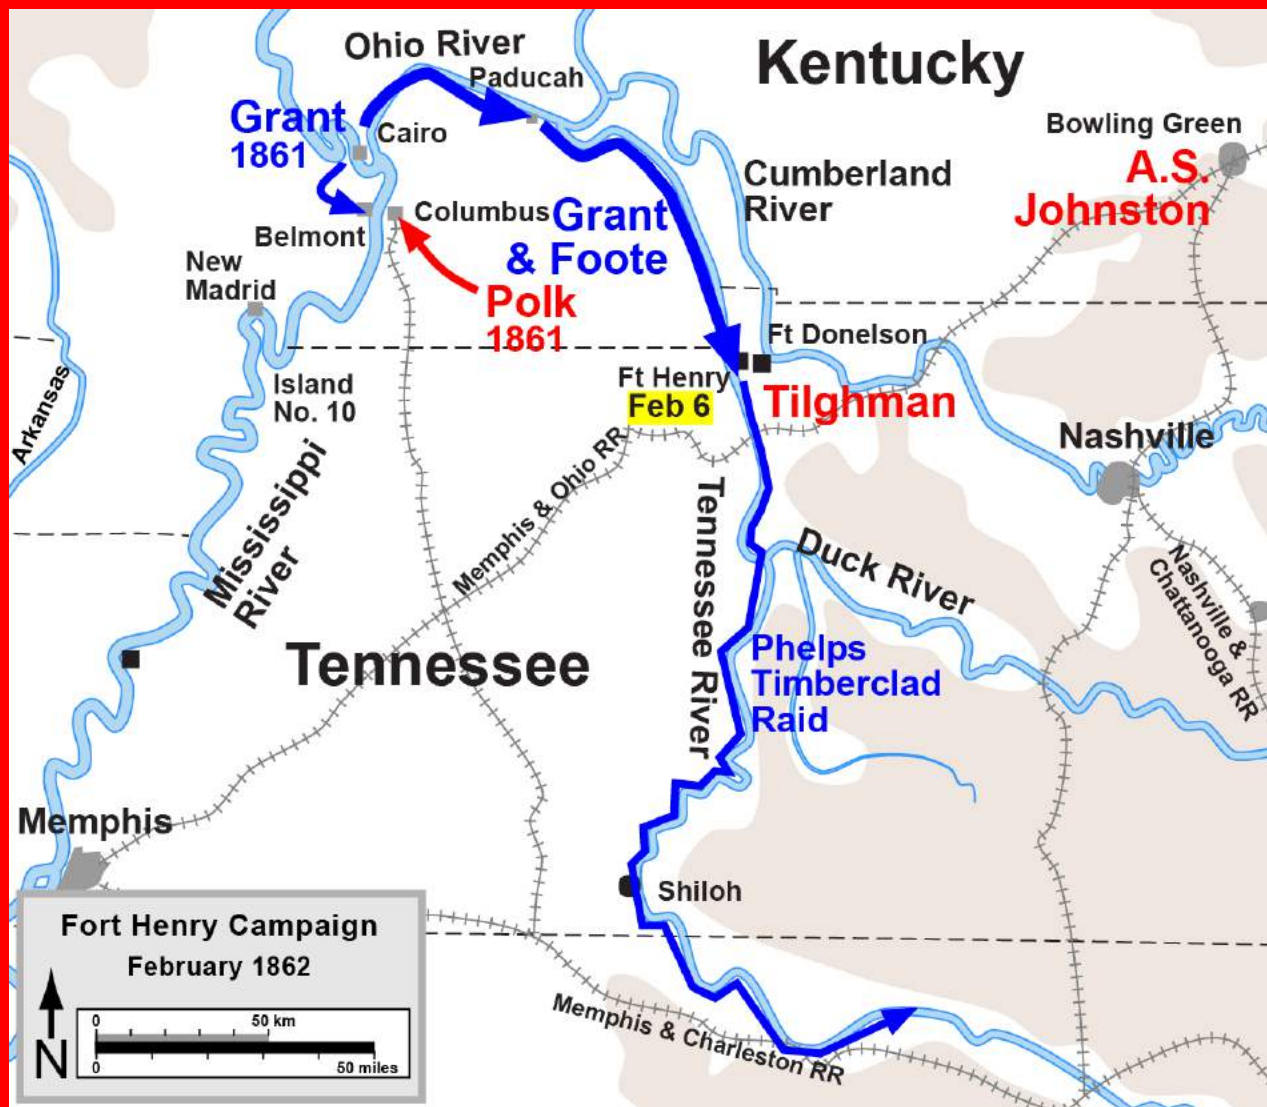 Ohio River
Kentucky
Paducah
Grant
1861
Cairo
Bowling Green
A.S.
Johnston
Cumberland
River
Columbus
Grant
& Foote
Belmont
New
Madrid
Polk
1861
Ft Donelson
Ft Henry
Feb 6
Tilghman
Island
No. 10
Arkansas
Nashville
Mississippi
River
Memphis & Ohio RR
Tennessee River
Duck River
Nashville &
Chattanooga RR
Tennessee
Phelps
Timberclad
Raid
Memphis
Shiloh
Memphis & Charleston RR
Fort Henry Campaign
February 1862
0 50 km
N
0 50 miles